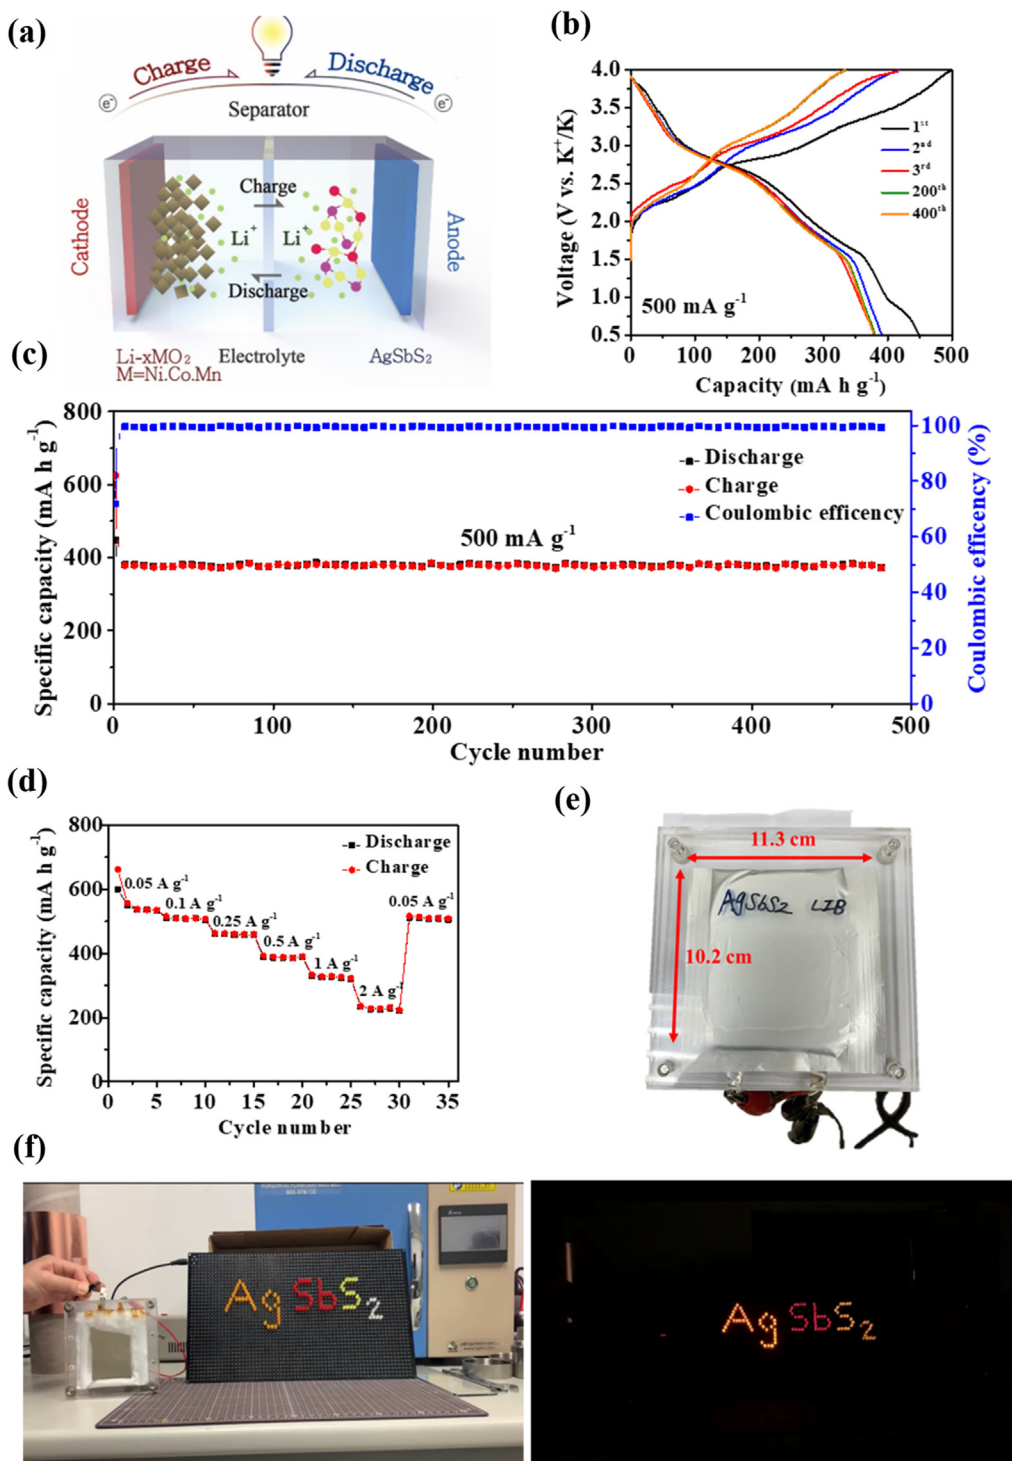 (a)
Charge
Discharge
e⁻
e⁻
Separator
Charge
Li⁺
Li⁺
Discharge
Cathode
Anode
Li-xMO₂
M=Ni.Co.Mn
Electrolyte
AgSbS₂
(b)
Voltage (V vs. K⁺/K)
4.0
3.5
3.0
2.5
2.0
1.5
1.0
0.5
1ˢᵗ
2ⁿᵈ
3ʳᵈ
200ᵗʰ
400ᵗʰ
500 mA g⁻¹
0 100 200 300 400 500
Capacity (mA h g⁻¹)
(c)
Specific capacity (mA h g⁻¹)
800
600
400
200
0
Discharge
Charge
Coulombic efficency
500 mA g⁻¹
100
80
60
40
20
0
Coulombic efficency (%)
0 100 200 300 400 500
Cycle number
(d)
Specific capacity (mA h g⁻¹)
800
600
400
200
0
Discharge
Charge
0.05 A g⁻¹
0.1 A g⁻¹
0.25 A g⁻¹
0.5 A g⁻¹
1 A g⁻¹
2 A g⁻¹
0.05 A g⁻¹
0 5 10 15 20 25 30 35
Cycle number
(e)
11.3 cm
AgSbS2 LIB
10.2 cm
(f)
AgSbS₂
AgSbS₂